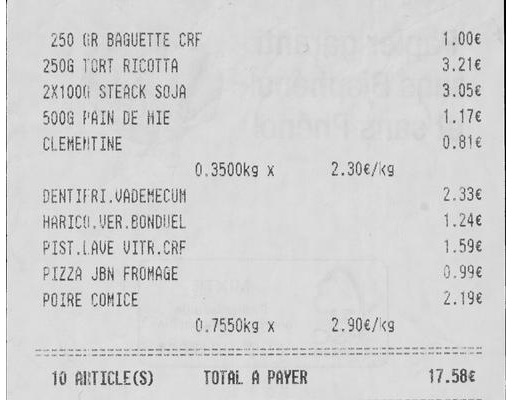 250 GR BAGUETTE CRF 1.00€
250G TORT RICOTTA 3.21€
2X100G STEACK SOJA 3.05€
500G PAIN DE MIE 1.17€
CLEMENTINE 0.81€
0.3500kg x 2.30€/kg
DENTIFRI.VADEMECUM 2.33€
HARICO.VER.BONDUEL 1.24€
PIST.LAVE VITR.CRF 1.59€
PIZZA JBN FROMAGE 0.99€
POIRE COMICE 2.19€
0.7550kg x 2.90€/kg
10 ARTICLE(S) TOTAL A PAYER 17.58€